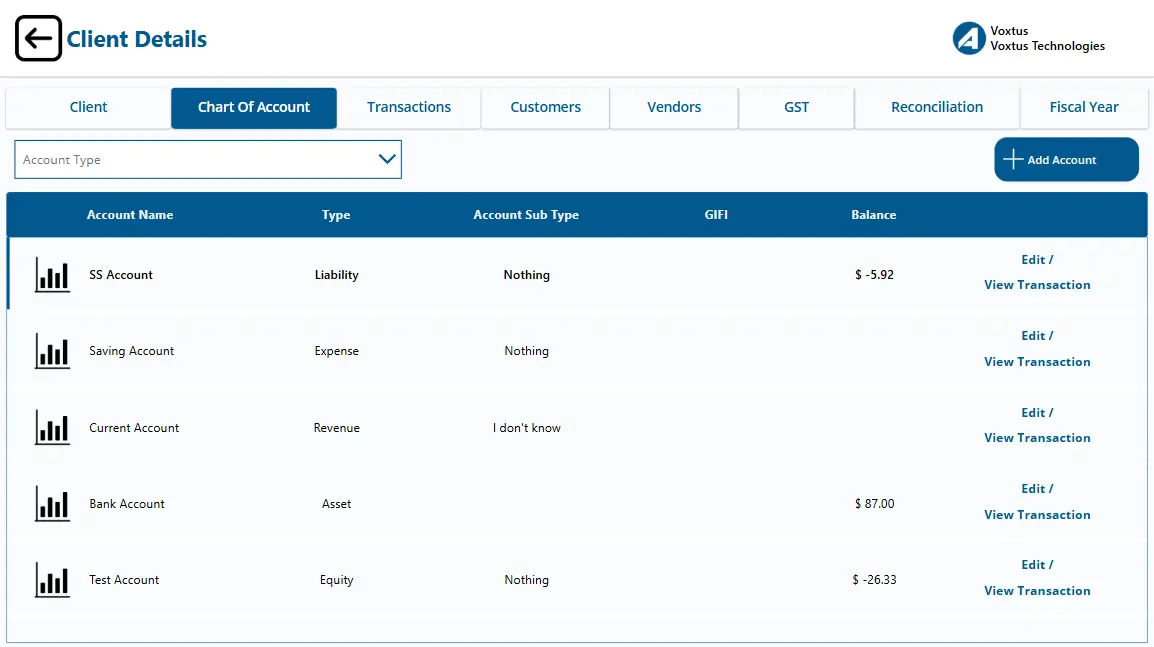 Client Details
Voxtus
Voxtus Technologies
Client Chart Of Account Transactions Customers Vendors GST Reconciliation Fiscal Year
Account Type
Add Account
Account Name Type Account Sub Type GIFI Balance
SS Account Liability Nothing $ -5.92 Edit /
View Transaction
Saving Account Expense Nothing Edit /
View Transaction
Current Account Revenue I don't know Edit /
View Transaction
Bank Account Asset $ 87.00 Edit /
View Transaction
Test Account Equity Nothing $ -26.33 Edit /
View Transaction